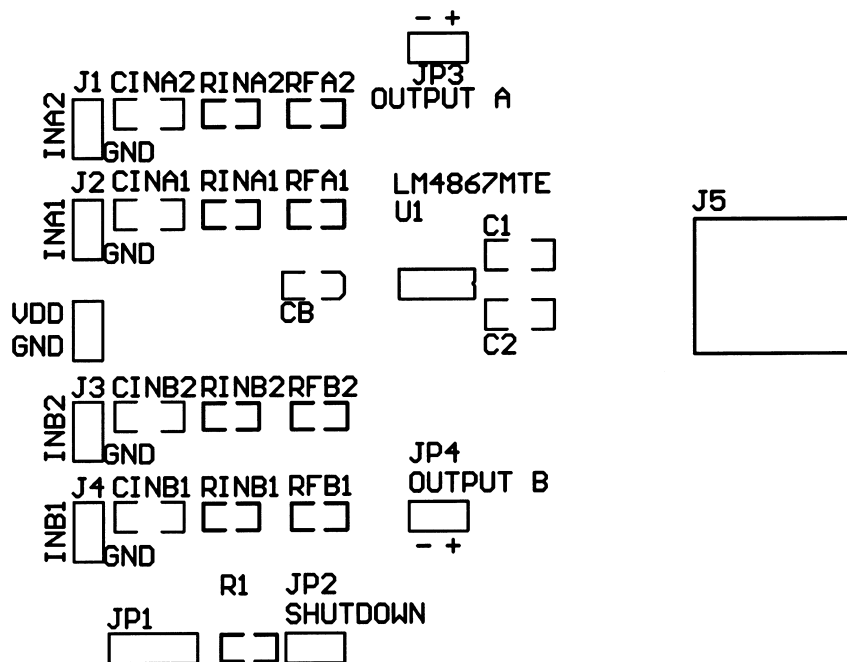 - +
JP3
OUTPUT A
J1 CINA2 RINA2 RFA2
INA2
GND
J2 CINA1 RINA1 RFA1
INA1
GND
LM4867MTE
U1
C1
J5
CB
C2
VDD
GND
J3 CINB2 RINB2 RFB2
INB2
GND
JP4
OUTPUT B
- +
J4 CINB1 RINB1 RFB1
INB1
GND
R1
JP2
SHUTDOWN
JP1